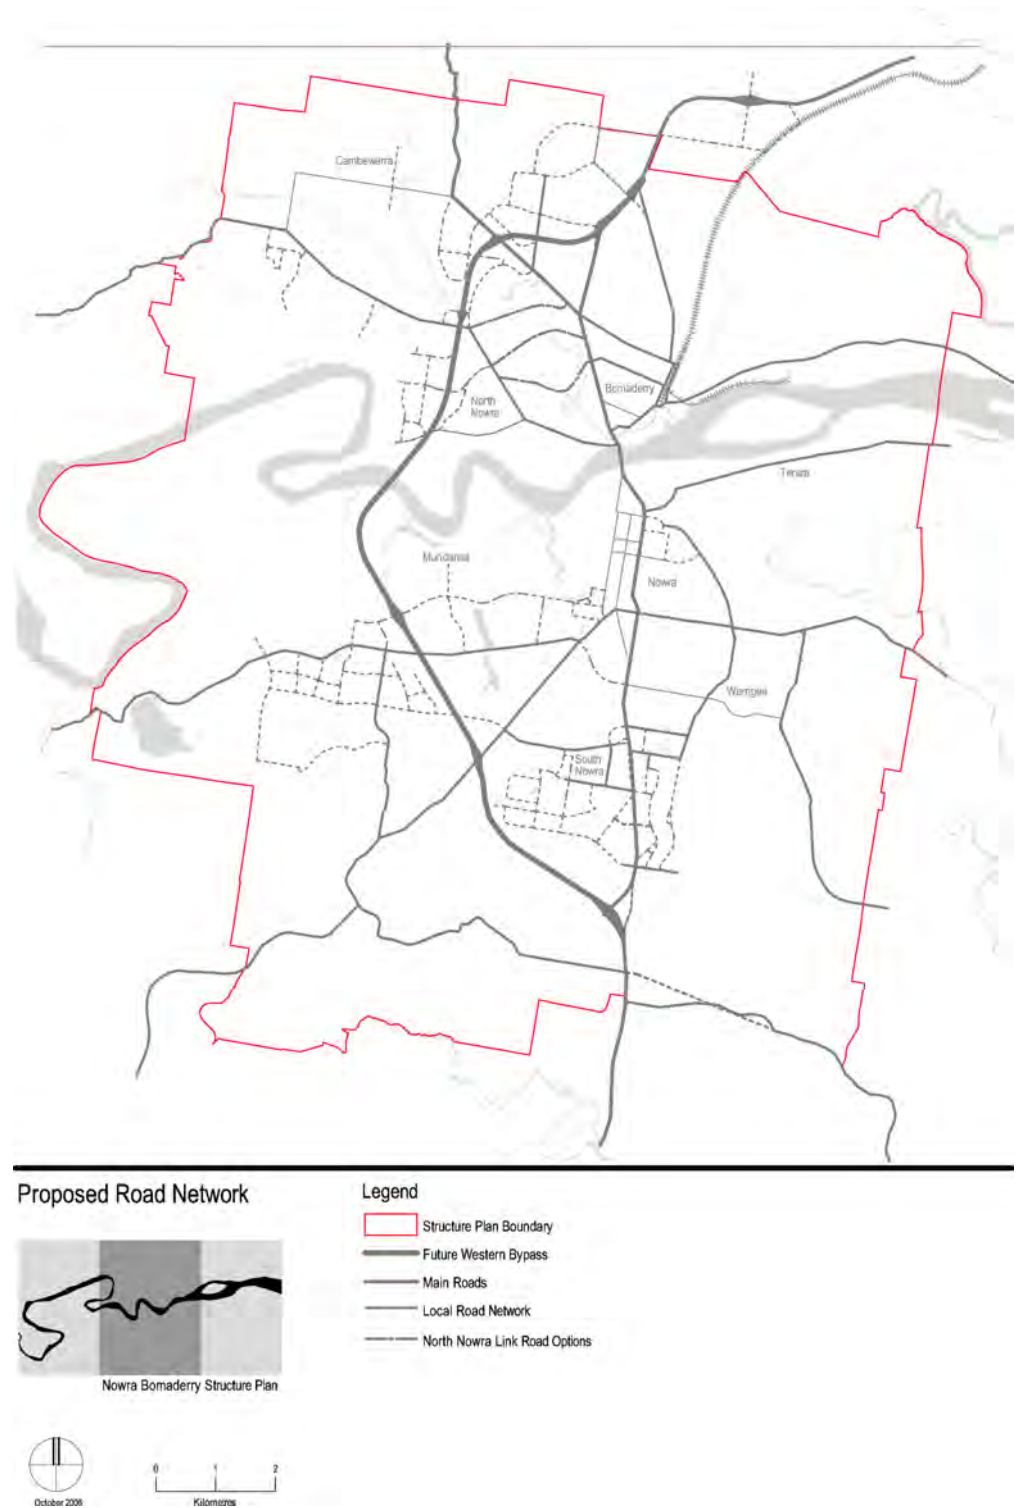 Cambewarra
Bomaderry
North
Nowra
Terara
Mundamia
Nowra
Worrigee
South
Nowra
Proposed Road Network
Nowra Bomaderry Structure Plan
Legend
Structure Plan Boundary
Future Western Bypass
Main Roads
Local Road Network
North Nowra Link Road Options
October 2006
0 1 2
Kilometres